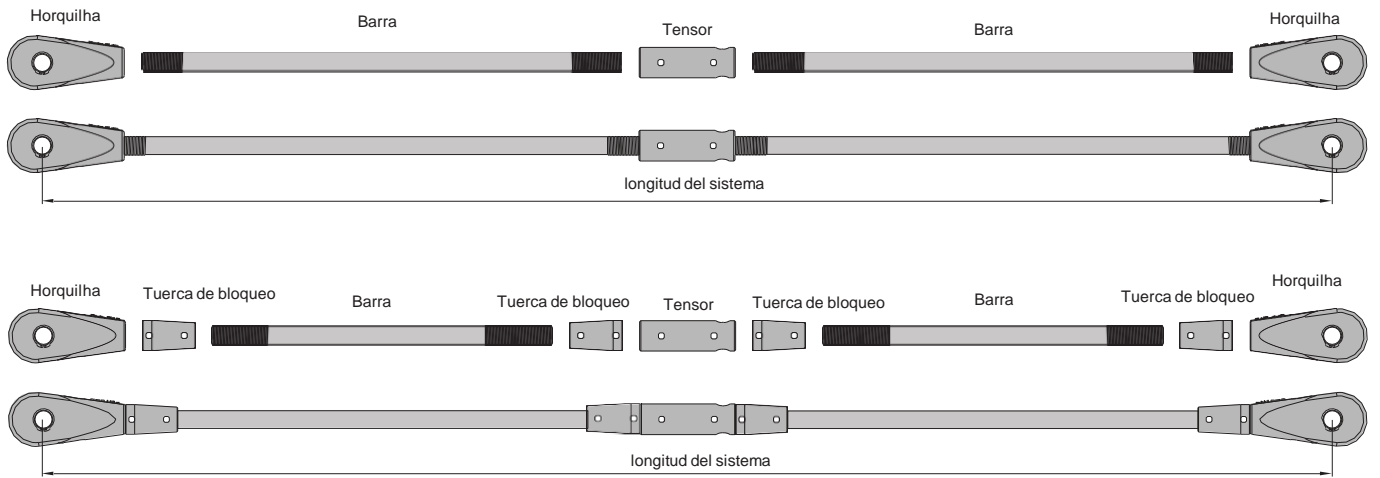 Horquilha
Barra
Tensor
Barra
Horquilha
longitud del sistema
Horquilha
Tuerca de bloqueo
Barra
Tuerca de bloqueo
Tensor
Tuerca de bloqueo
Barra
Tuerca de bloqueo
Horquilha
longitud del sistema